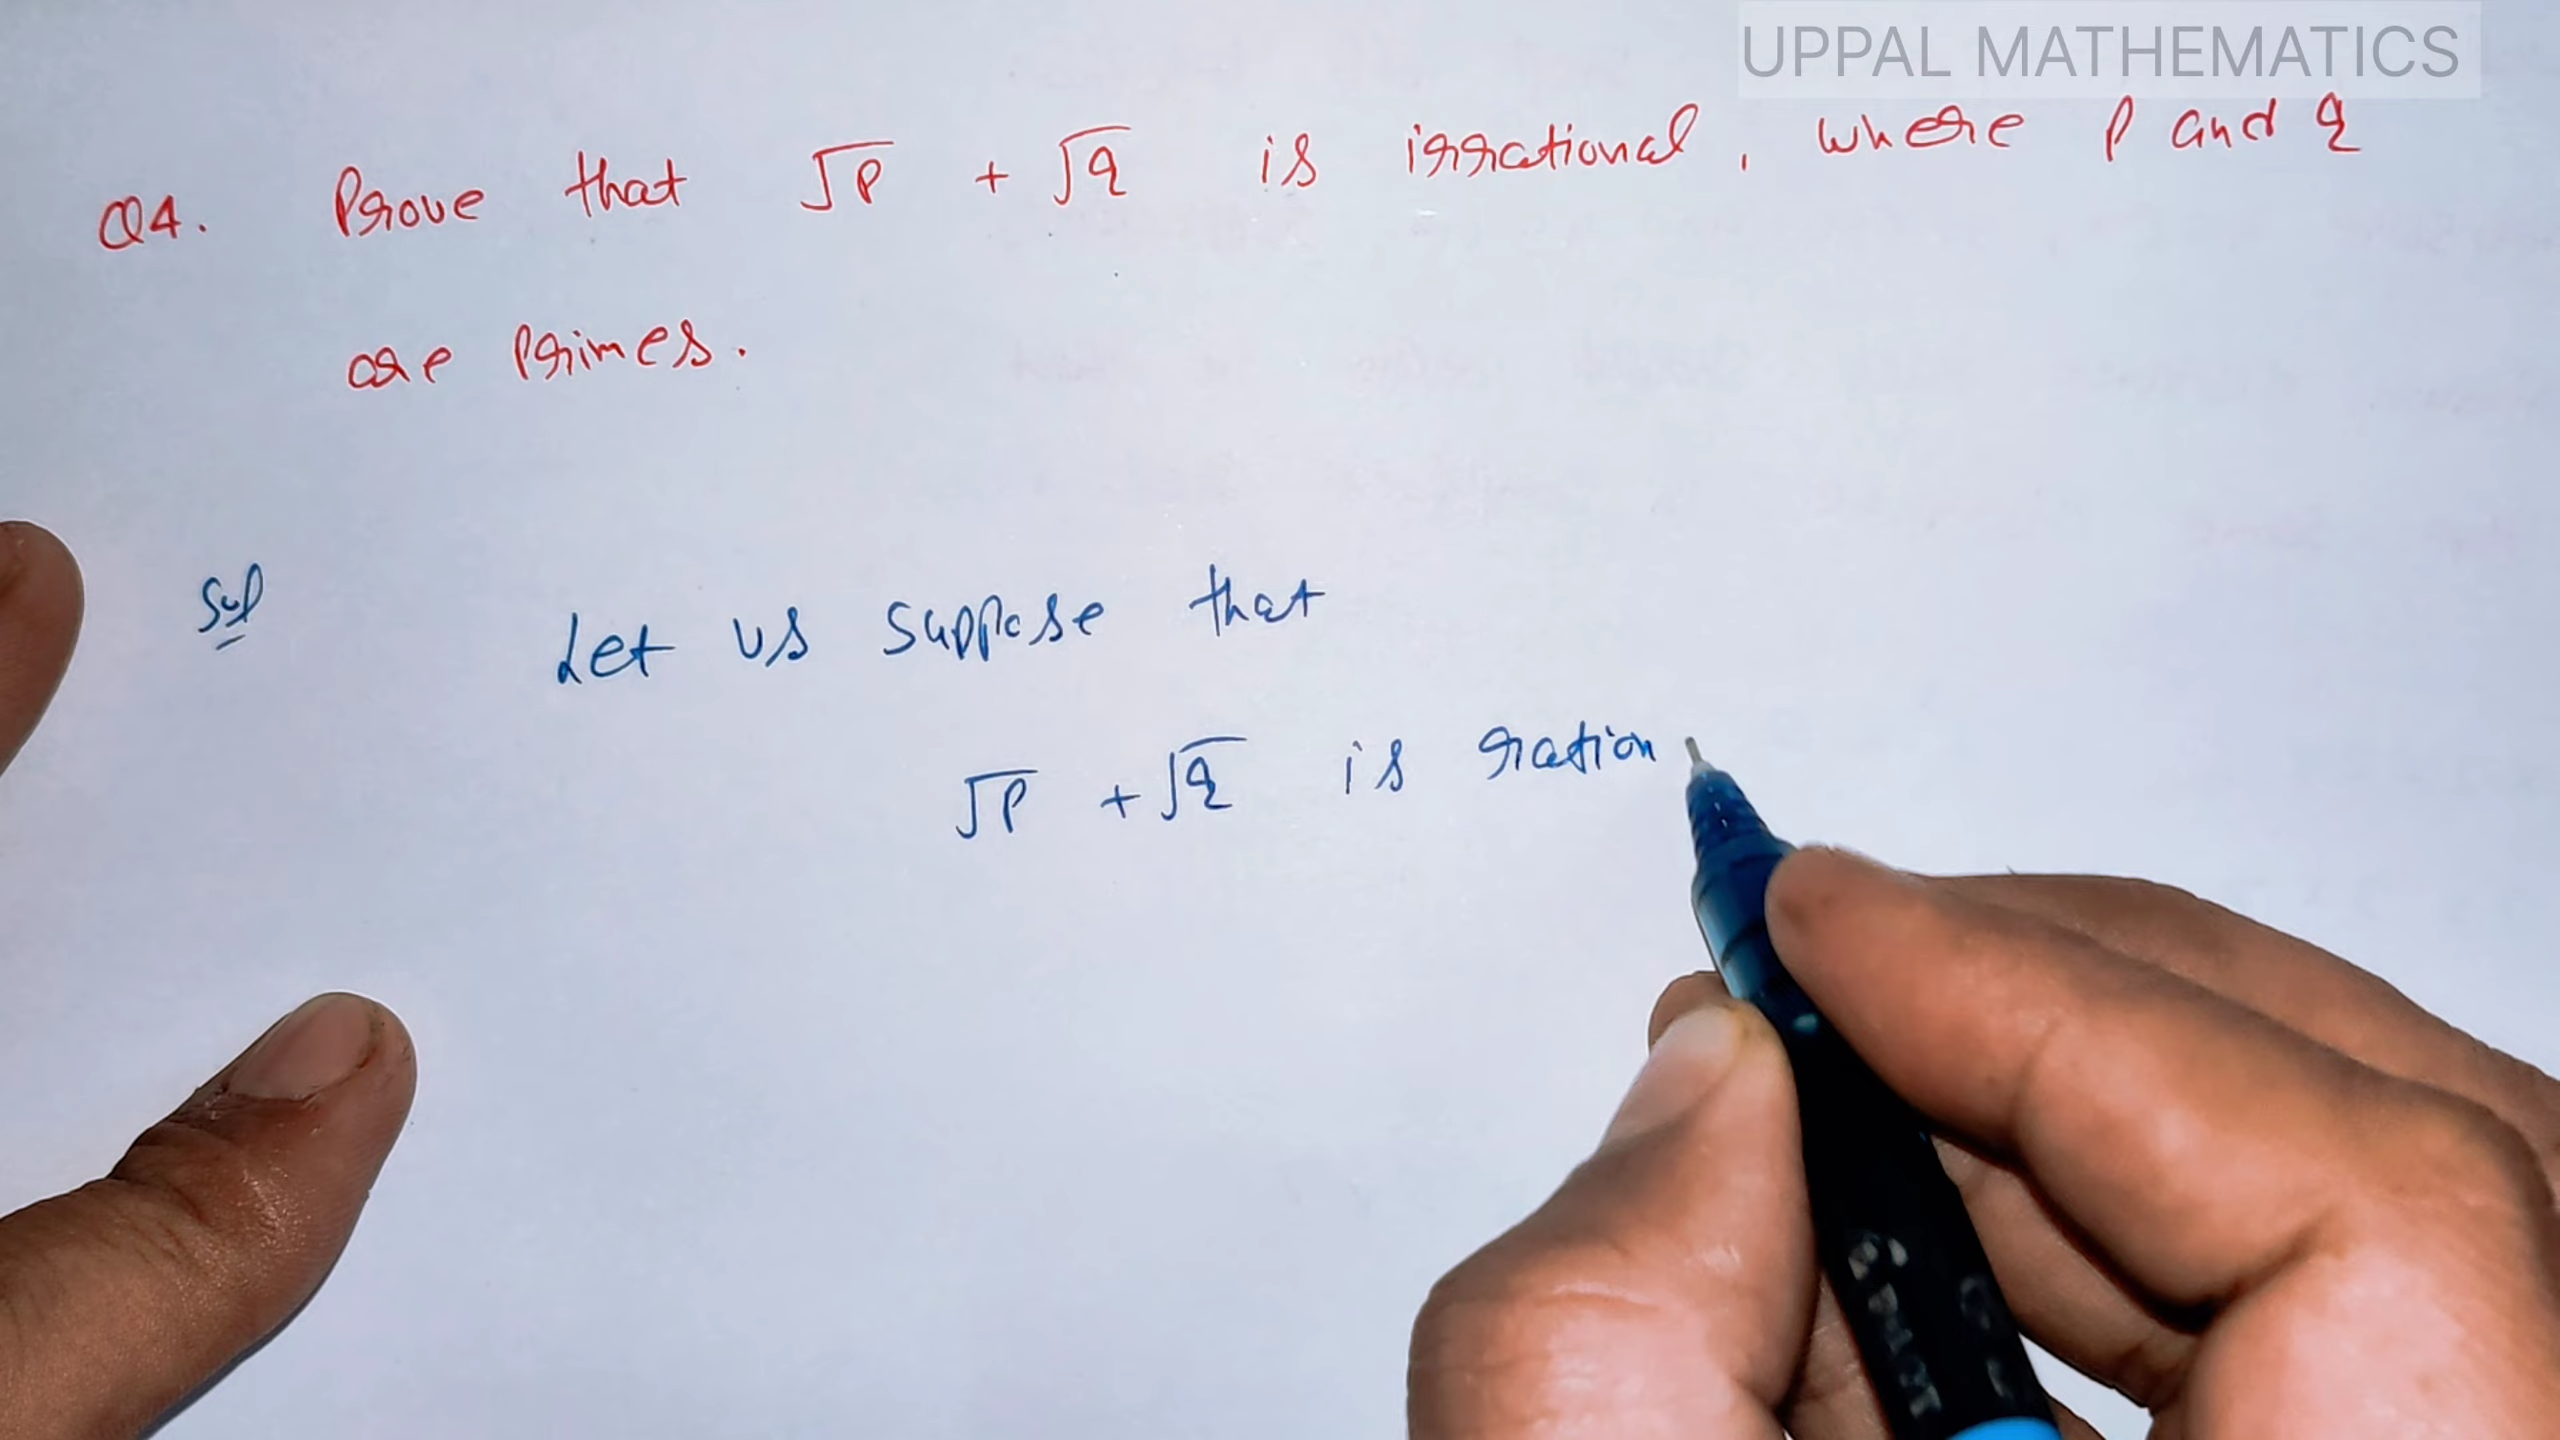 UPPAL MATHEMATICS
Q4. Prove that √p + √q is irrational, where p and q
are primes.
Sol Let us suppose that
√p + √q is ration